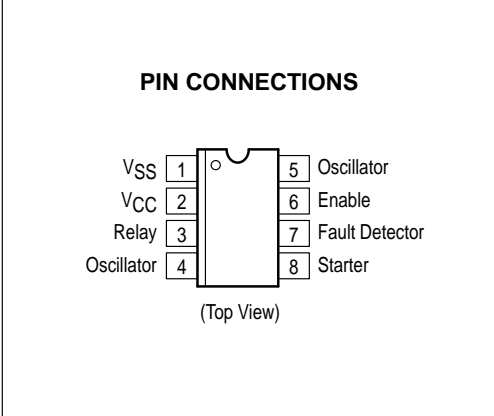 PIN CONNECTIONS
VSS 1 5 Oscillator
VCC 2 6 Enable
Relay 3 7 Fault Detector
Oscillator 4 8 Starter
(Top View)